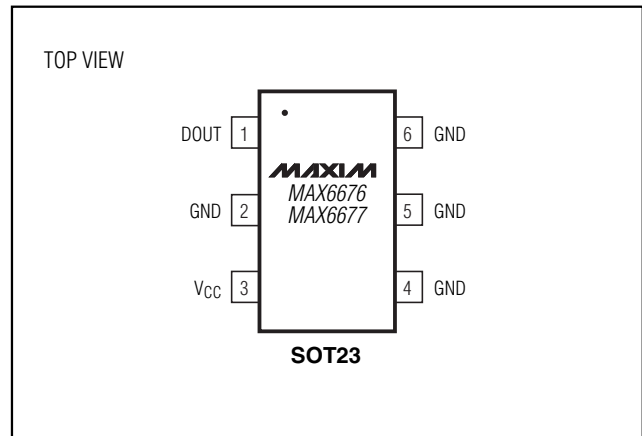 TOP VIEW
DOUT 1
6 GND
MAXIM
MAX6676
MAX6677
GND 2
5 GND
VCC 3
4 GND
SOT23